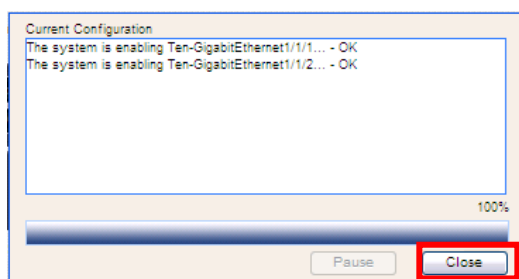 Current Configuration
The system is enabling Ten-GigabitEthernet1/1/1... - OK
The system is enabling Ten-GigabitEthernet1/1/2... - OK
100%
Pause
Close